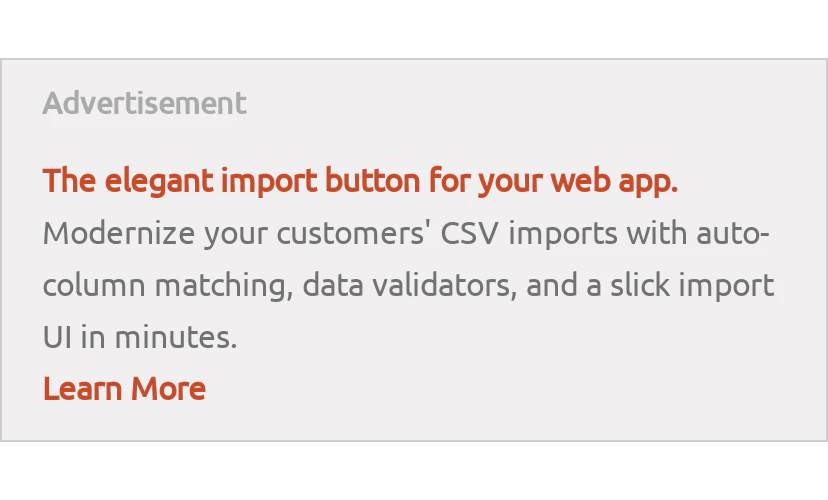 Advertisement
The elegant import button for your web app.
Modernize your customers' CSV imports with auto-
column matching, data validators, and a slick import
UI in minutes.
Learn More